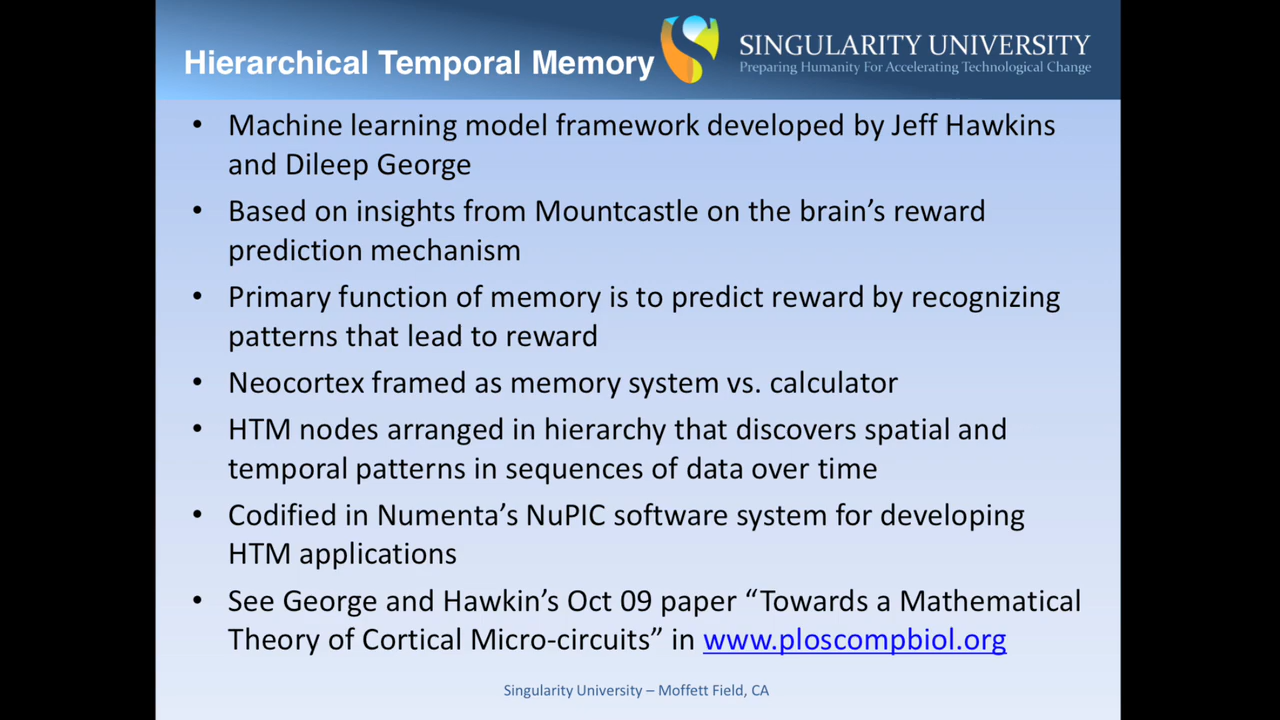 Hierarchical Temporal Memory
SINGULARITY UNIVERSITY
Preparing Humanity For Accelerating Technological Change
• Machine learning model framework developed by Jeff Hawkins
and Dileep George
• Based on insights from Mountcastle on the brain’s reward
prediction mechanism
• Primary function of memory is to predict reward by recognizing
patterns that lead to reward
• Neocortex framed as memory system vs. calculator
• HTM nodes arranged in hierarchy that discovers spatial and
temporal patterns in sequences of data over time
• Codified in Numenta’s NuPIC software system for developing
HTM applications
• See George and Hawkin’s Oct 09 paper “Towards a Mathematical
Theory of Cortical Micro-circuits” in www.ploscompbiol.org
Singularity University – Moffett Field, CA